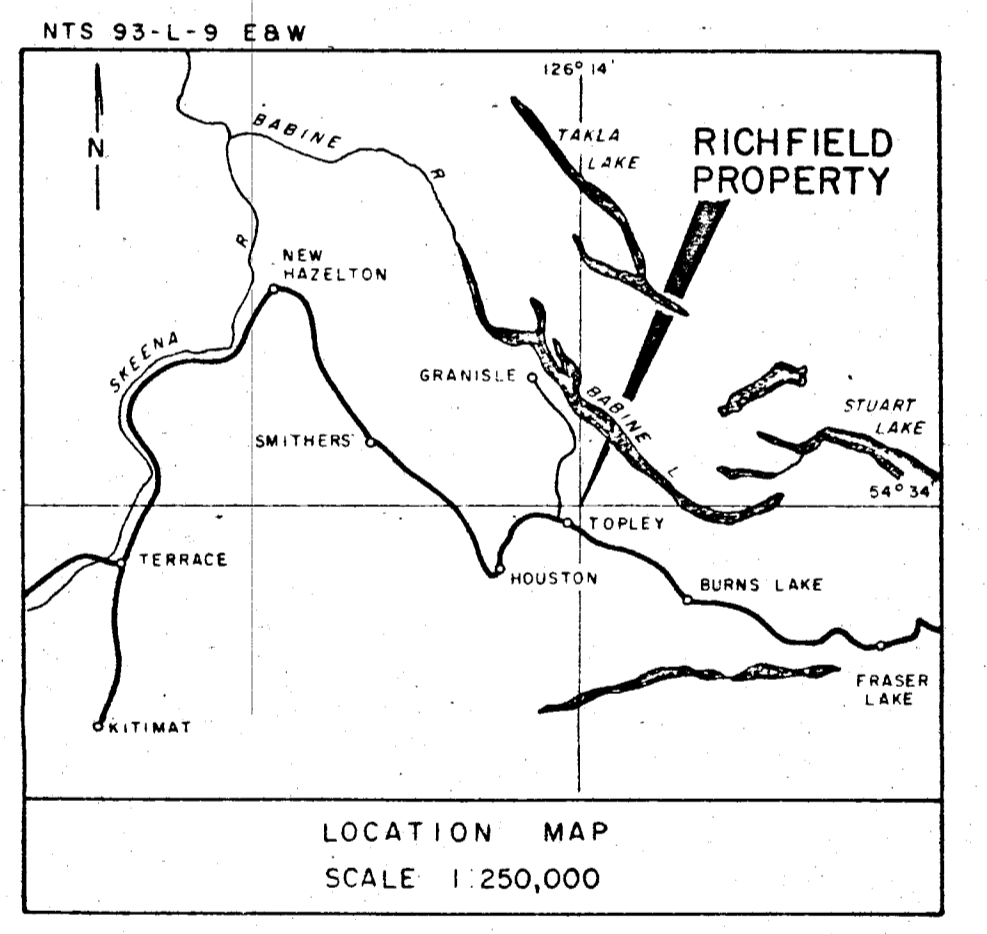 NTS 93-L-9 E&W
126° 14'
N
BABINE R
TAKLA
LAKE
RICHFIELD
PROPERTY
SKEENA R
NEW
HAZELTON
GRANISLE
BABINE L
STUART
LAKE
SMITHERS
54° 34'
TOPLEY
TERRACE
HOUSTON
BURNS LAKE
FRASER
LAKE
KITIMAT
LOCATION MAP
SCALE 1:250,000